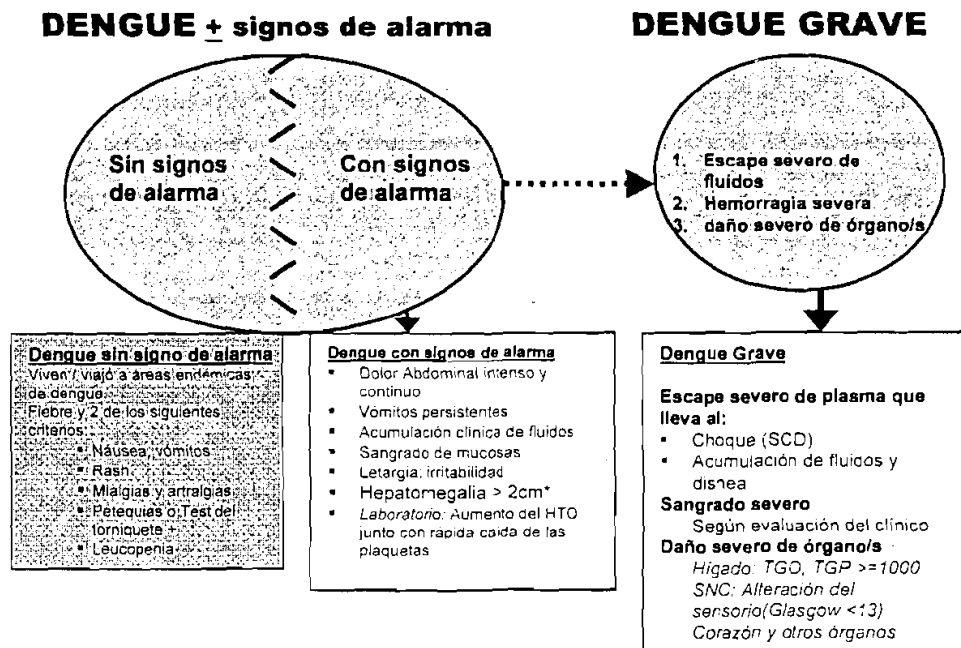 DENGUE ± signos de alarma
DENGUE GRAVE
Sin signos
de alarma
Con signos
de alarma
1. Escape severo de
fluidos
2. Hemorragia severa
3. daño severo de órgano/s
Dengue sin signo de alarma
Viven / viajó a áreas endémicas
de dengue.
Fiebre y 2 de los siguientes
criterios:
▪ Náusea, vómitos
▪ Rash
▪ Mialgias y artralgias
▪ Petequias o Test del
torniquete +
▪ Leucopenia
Dengue con signos de alarma
▪ Dolor Abdominal intenso y
continuo
▪ Vómitos persistentes
▪ Acumulación clínica de fluidos
▪ Sangrado de mucosas
▪ Letargia; irritabilidad
▪ Hepatomegalia > 2cm*
▪ Laboratorio: Aumento del HTO
junto con rápida caida de las
plaquetas
Dengue Grave
Escape severo de plasma que
lleva al:
▪ Choque (SCD)
▪ Acumulación de fluidos y
disnea
Sangrado severo
Según evaluación del clínico
Daño severo de órgano/s
Hígado: TGO, TGP >=1000
SNC: Alteración del
sensorio(Glasgow <13)
Corazón y otros órganos